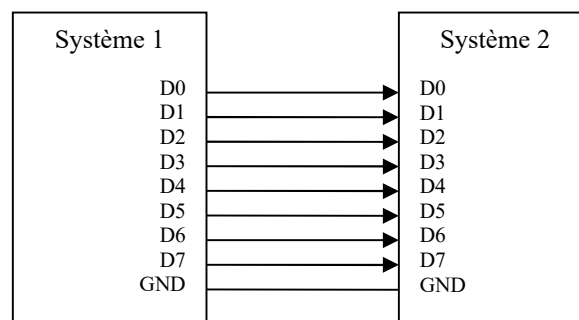 Système 1 Système 2
D0 D0
D1 D1
D2 D2
D3 D3
D4 D4
D5 D5
D6 D6
D7 D7
GND GND